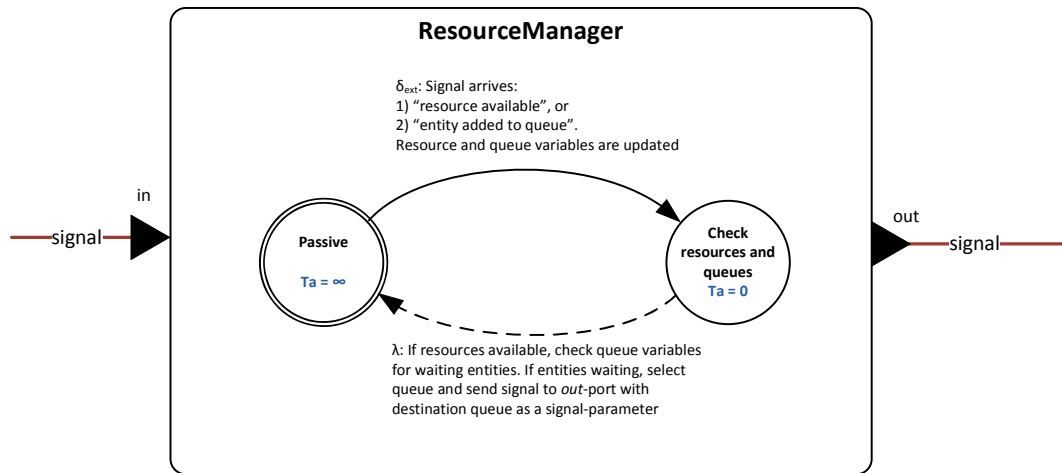 ResourceManager
δext: Signal arrives:
1) “resource available”, or
2) “entity added to queue”.
Resource and queue variables are updated
in
signal
Passive
Ta = ∞
Check
resources and
queues
Ta = 0
out
signal
λ: If resources available, check queue variables
for waiting entities. If entities waiting, select
queue and send signal to out-port with
destination queue as a signal-parameter